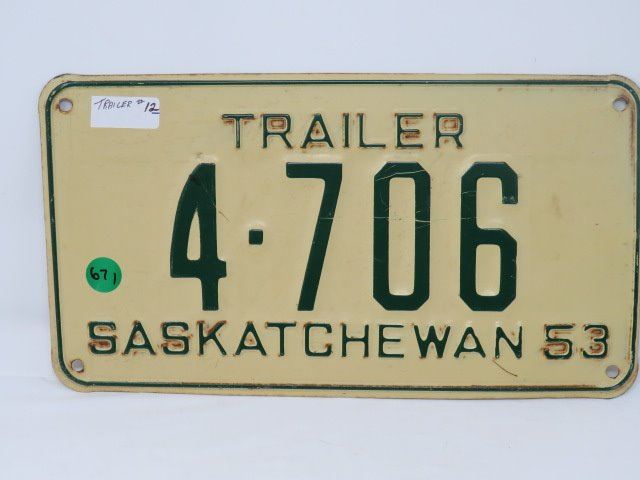 TRAILER # 12
TRAILER
4·706
671
SASKATCHEWAN 53